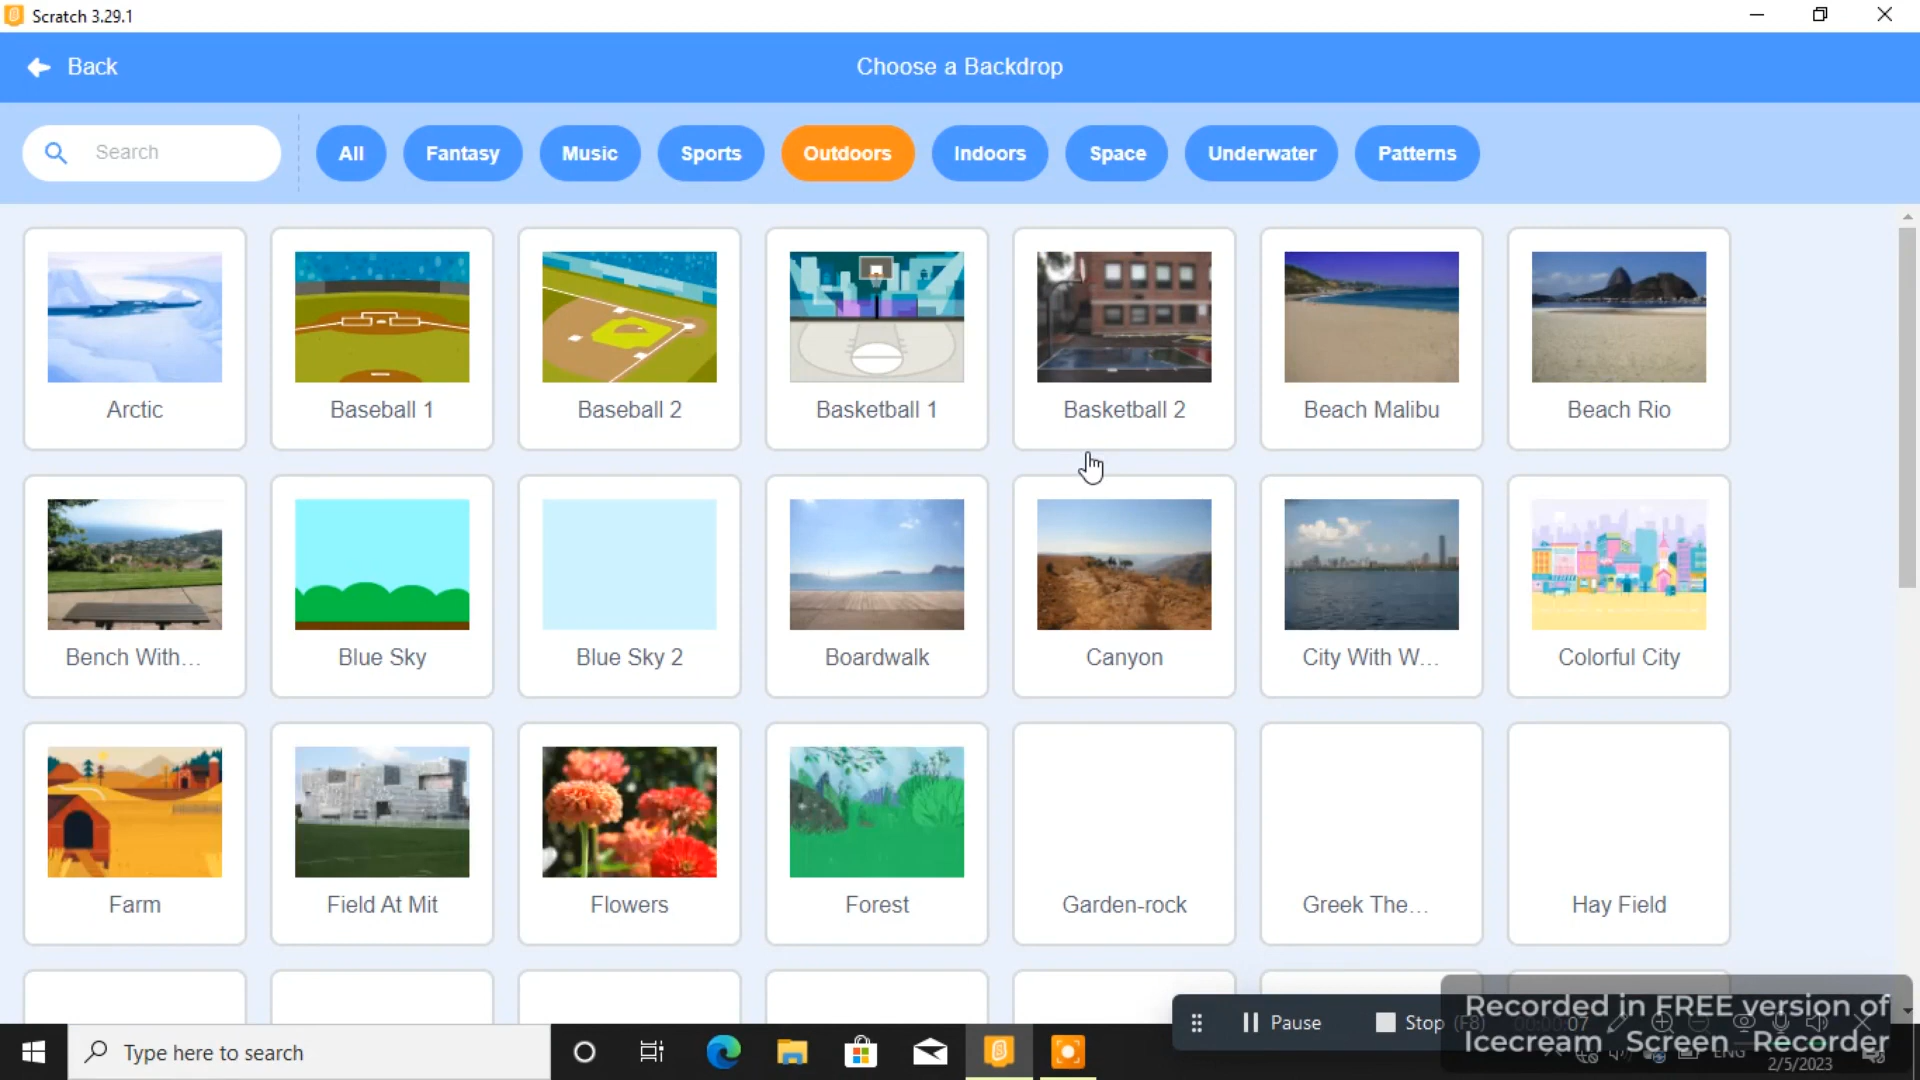 Scratch 3.29.1
Back
Choose a Backdrop
Search
All
Fantasy
Music
Sports
Outdoors
Indoors
Space
Underwater
Patterns
Arctic
Baseball 1
Baseball 2
Basketball 1
Basketball 2
Beach Malibu
Beach Rio
Bench With...
Blue Sky
Blue Sky 2
Boardwalk
Canyon
City With W...
Colorful City
Farm
Field At Mit
Flowers
Forest
Garden-rock
Greek The...
Hay Field
Pause
Stop (F8)
Recorded in FREE version of
Icecream Screen Recorder
Type here to search
ENG
2/5/2023